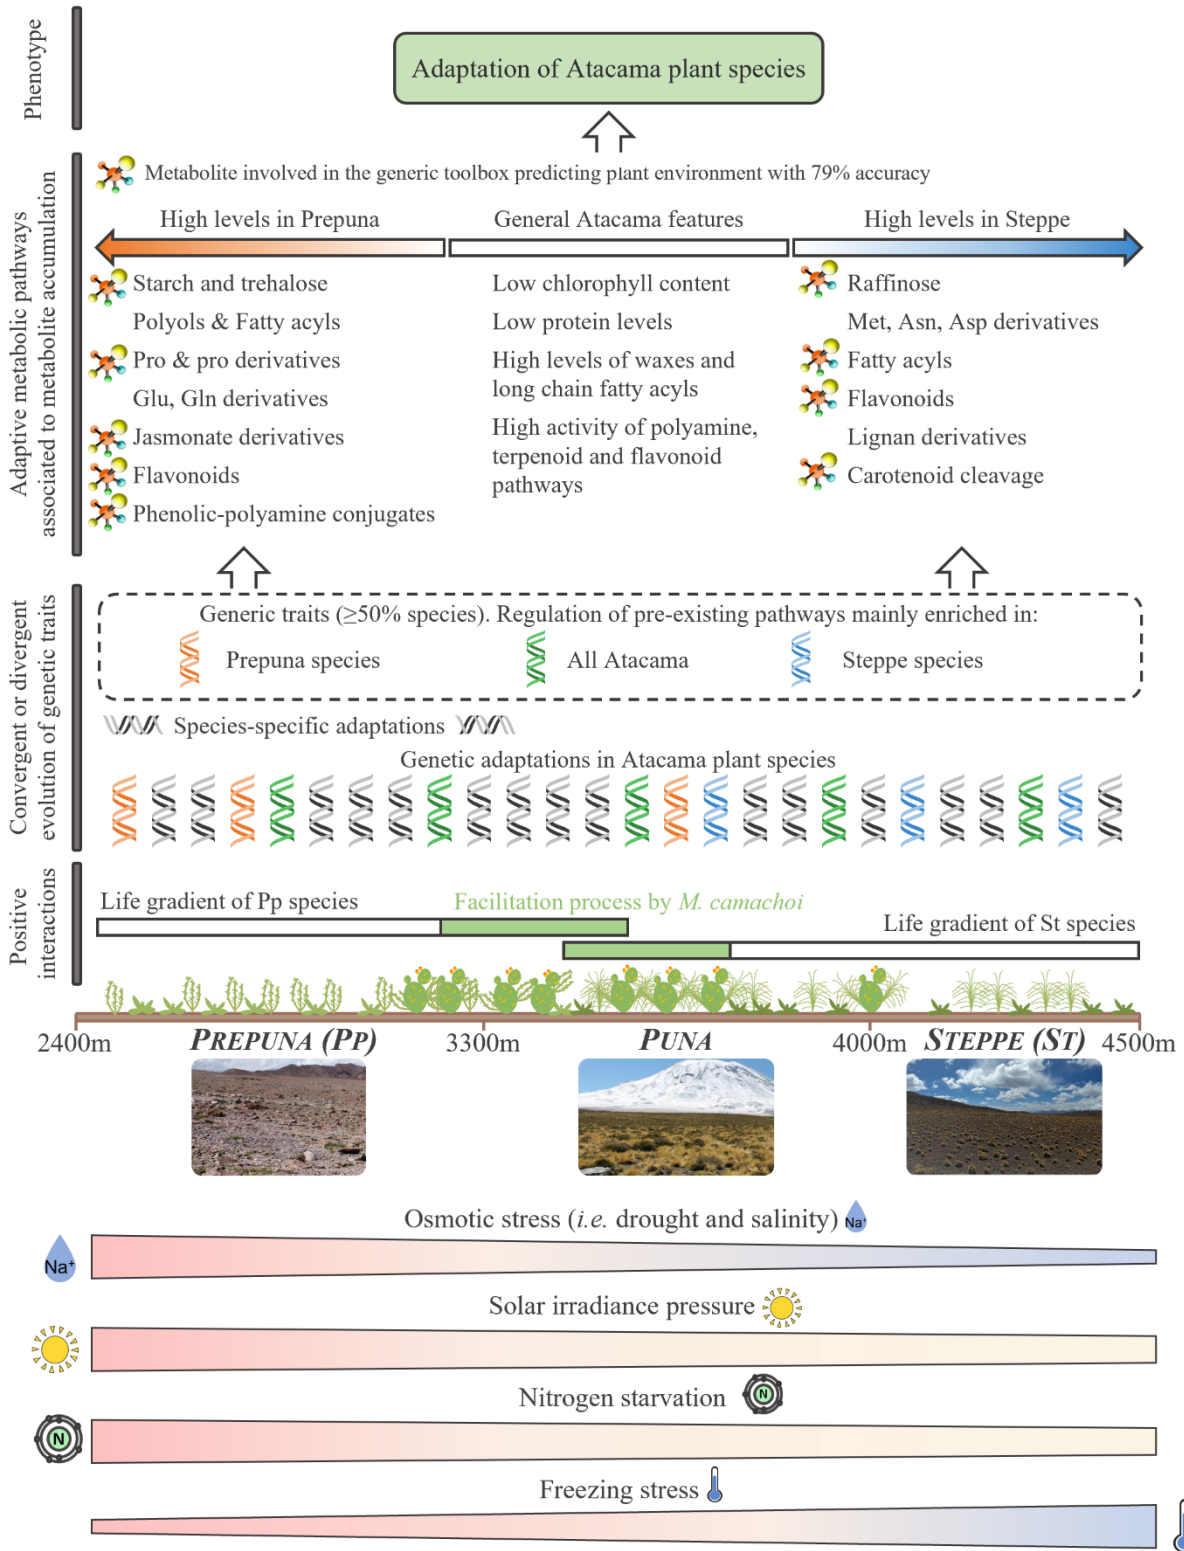 Phenotype
Adaptation of Atacama plant species
Adaptive metabolic pathways
associated to metabolite accumulation
Metabolite involved in the generic toolbox predicting plant environment with 79% accuracy
High levels in Prepuna
General Atacama features
High levels in Steppe
Starch and trehalose
Polyols & Fatty acyls
Pro & pro derivatives
Glu, Gln derivatives
Jasmonate derivatives
Flavonoids
Phenolic-polyamine conjugates
Low chlorophyll content
Low protein levels
High levels of waxes and
long chain fatty acyls
High activity of polyamine,
terpenoid and flavonoid
pathways
Raffinose
Met, Asn, Asp derivatives
Fatty acyls
Flavonoids
Lignan derivatives
Carotenoid cleavage
Convergent or divergent
evolution of genetic traits
Generic traits (≥50% species). Regulation of pre-existing pathways mainly enriched in:
Prepuna species
All Atacama
Steppe species
Species-specific adaptations
Genetic adaptations in Atacama plant species
Positive
interactions
Life gradient of Pp species
Facilitation process by M. camachoi
Life gradient of St species
2400m
PREPUNA (PP)
3300m
PUNA
4000m
STEPPE (ST)
4500m
Osmotic stress (i.e. drought and salinity) Na⁺
Na⁺
Solar irradiance pressure
Nitrogen starvation N
N
Freezing stress